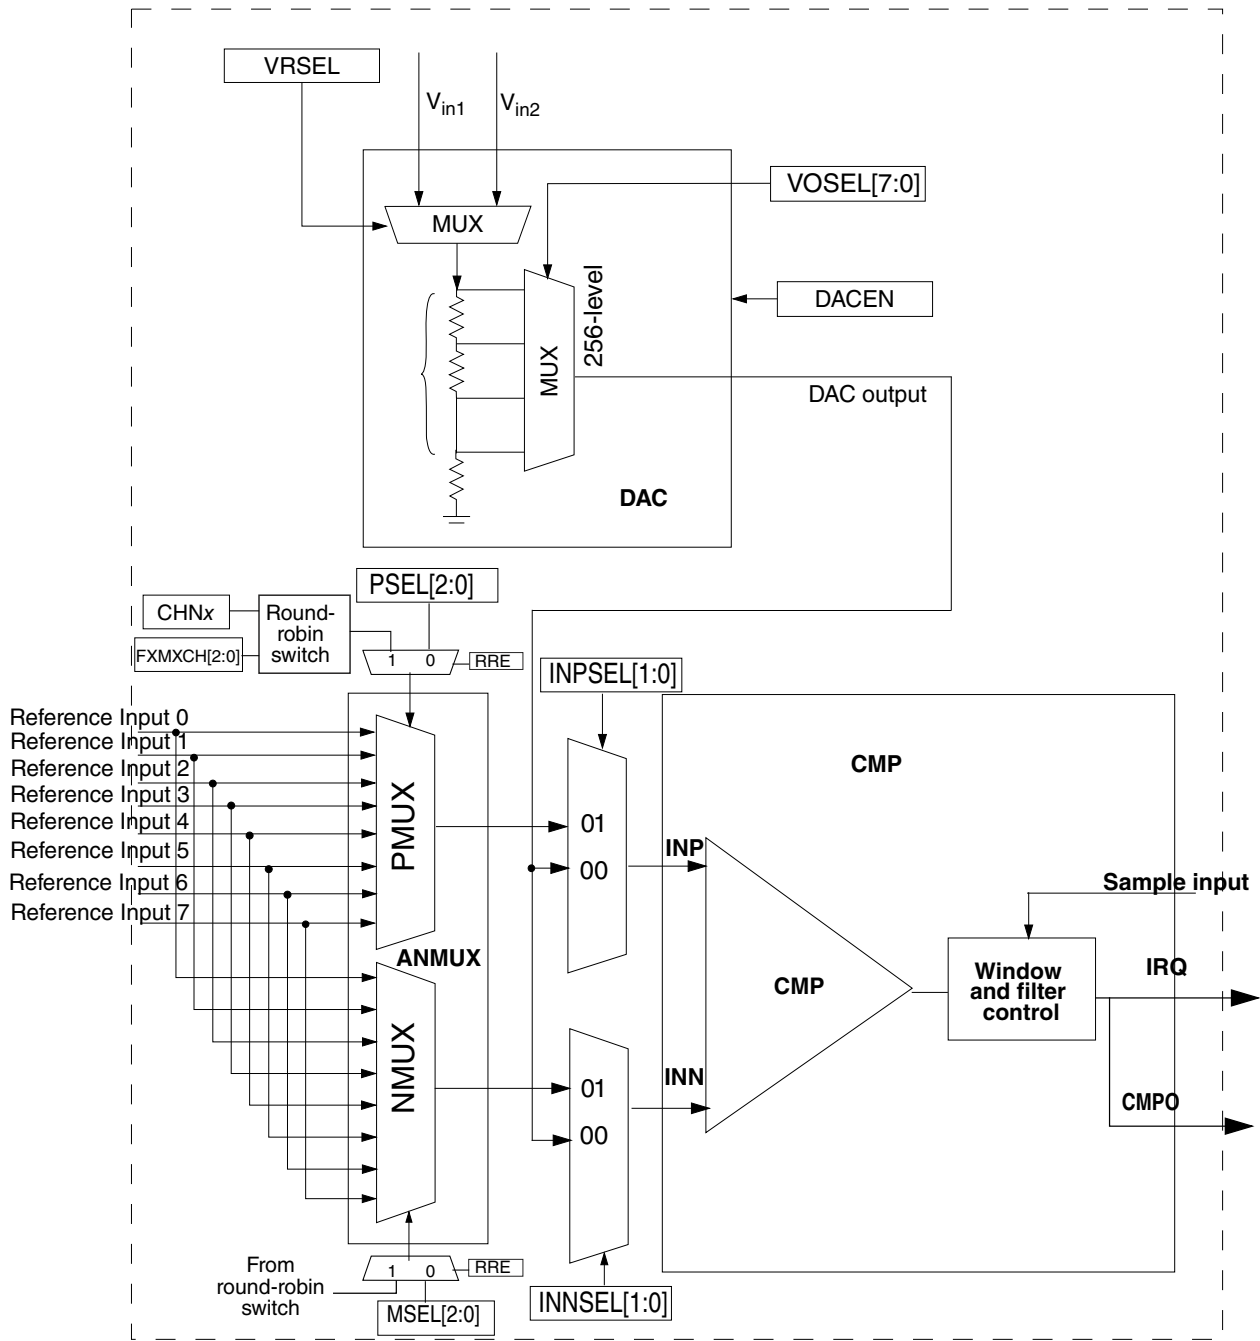 VRSEL
Vin1
Vin2
VOSEL[7:0]
MUX
DACEN
256-level
MUX
DAC output
DAC
PSEL[2:0]
CHNx
Round-
robin
switch
FXMXCH[2:0]
1 0
RRE
INPSEL[1:0]
Reference Input 0
Reference Input 1
Reference Input 2
Reference Input 3
Reference Input 4
Reference Input 5
Reference Input 6
Reference Input 7
PMUX
ANMUX
NMUX
01
00
INP
CMP
CMP
Sample input
Window
and filter
control
IRQ
CMPO
01
00
INN
From
round-robin
switch
1 0
RRE
MSEL[2:0]
INNSEL[1:0]